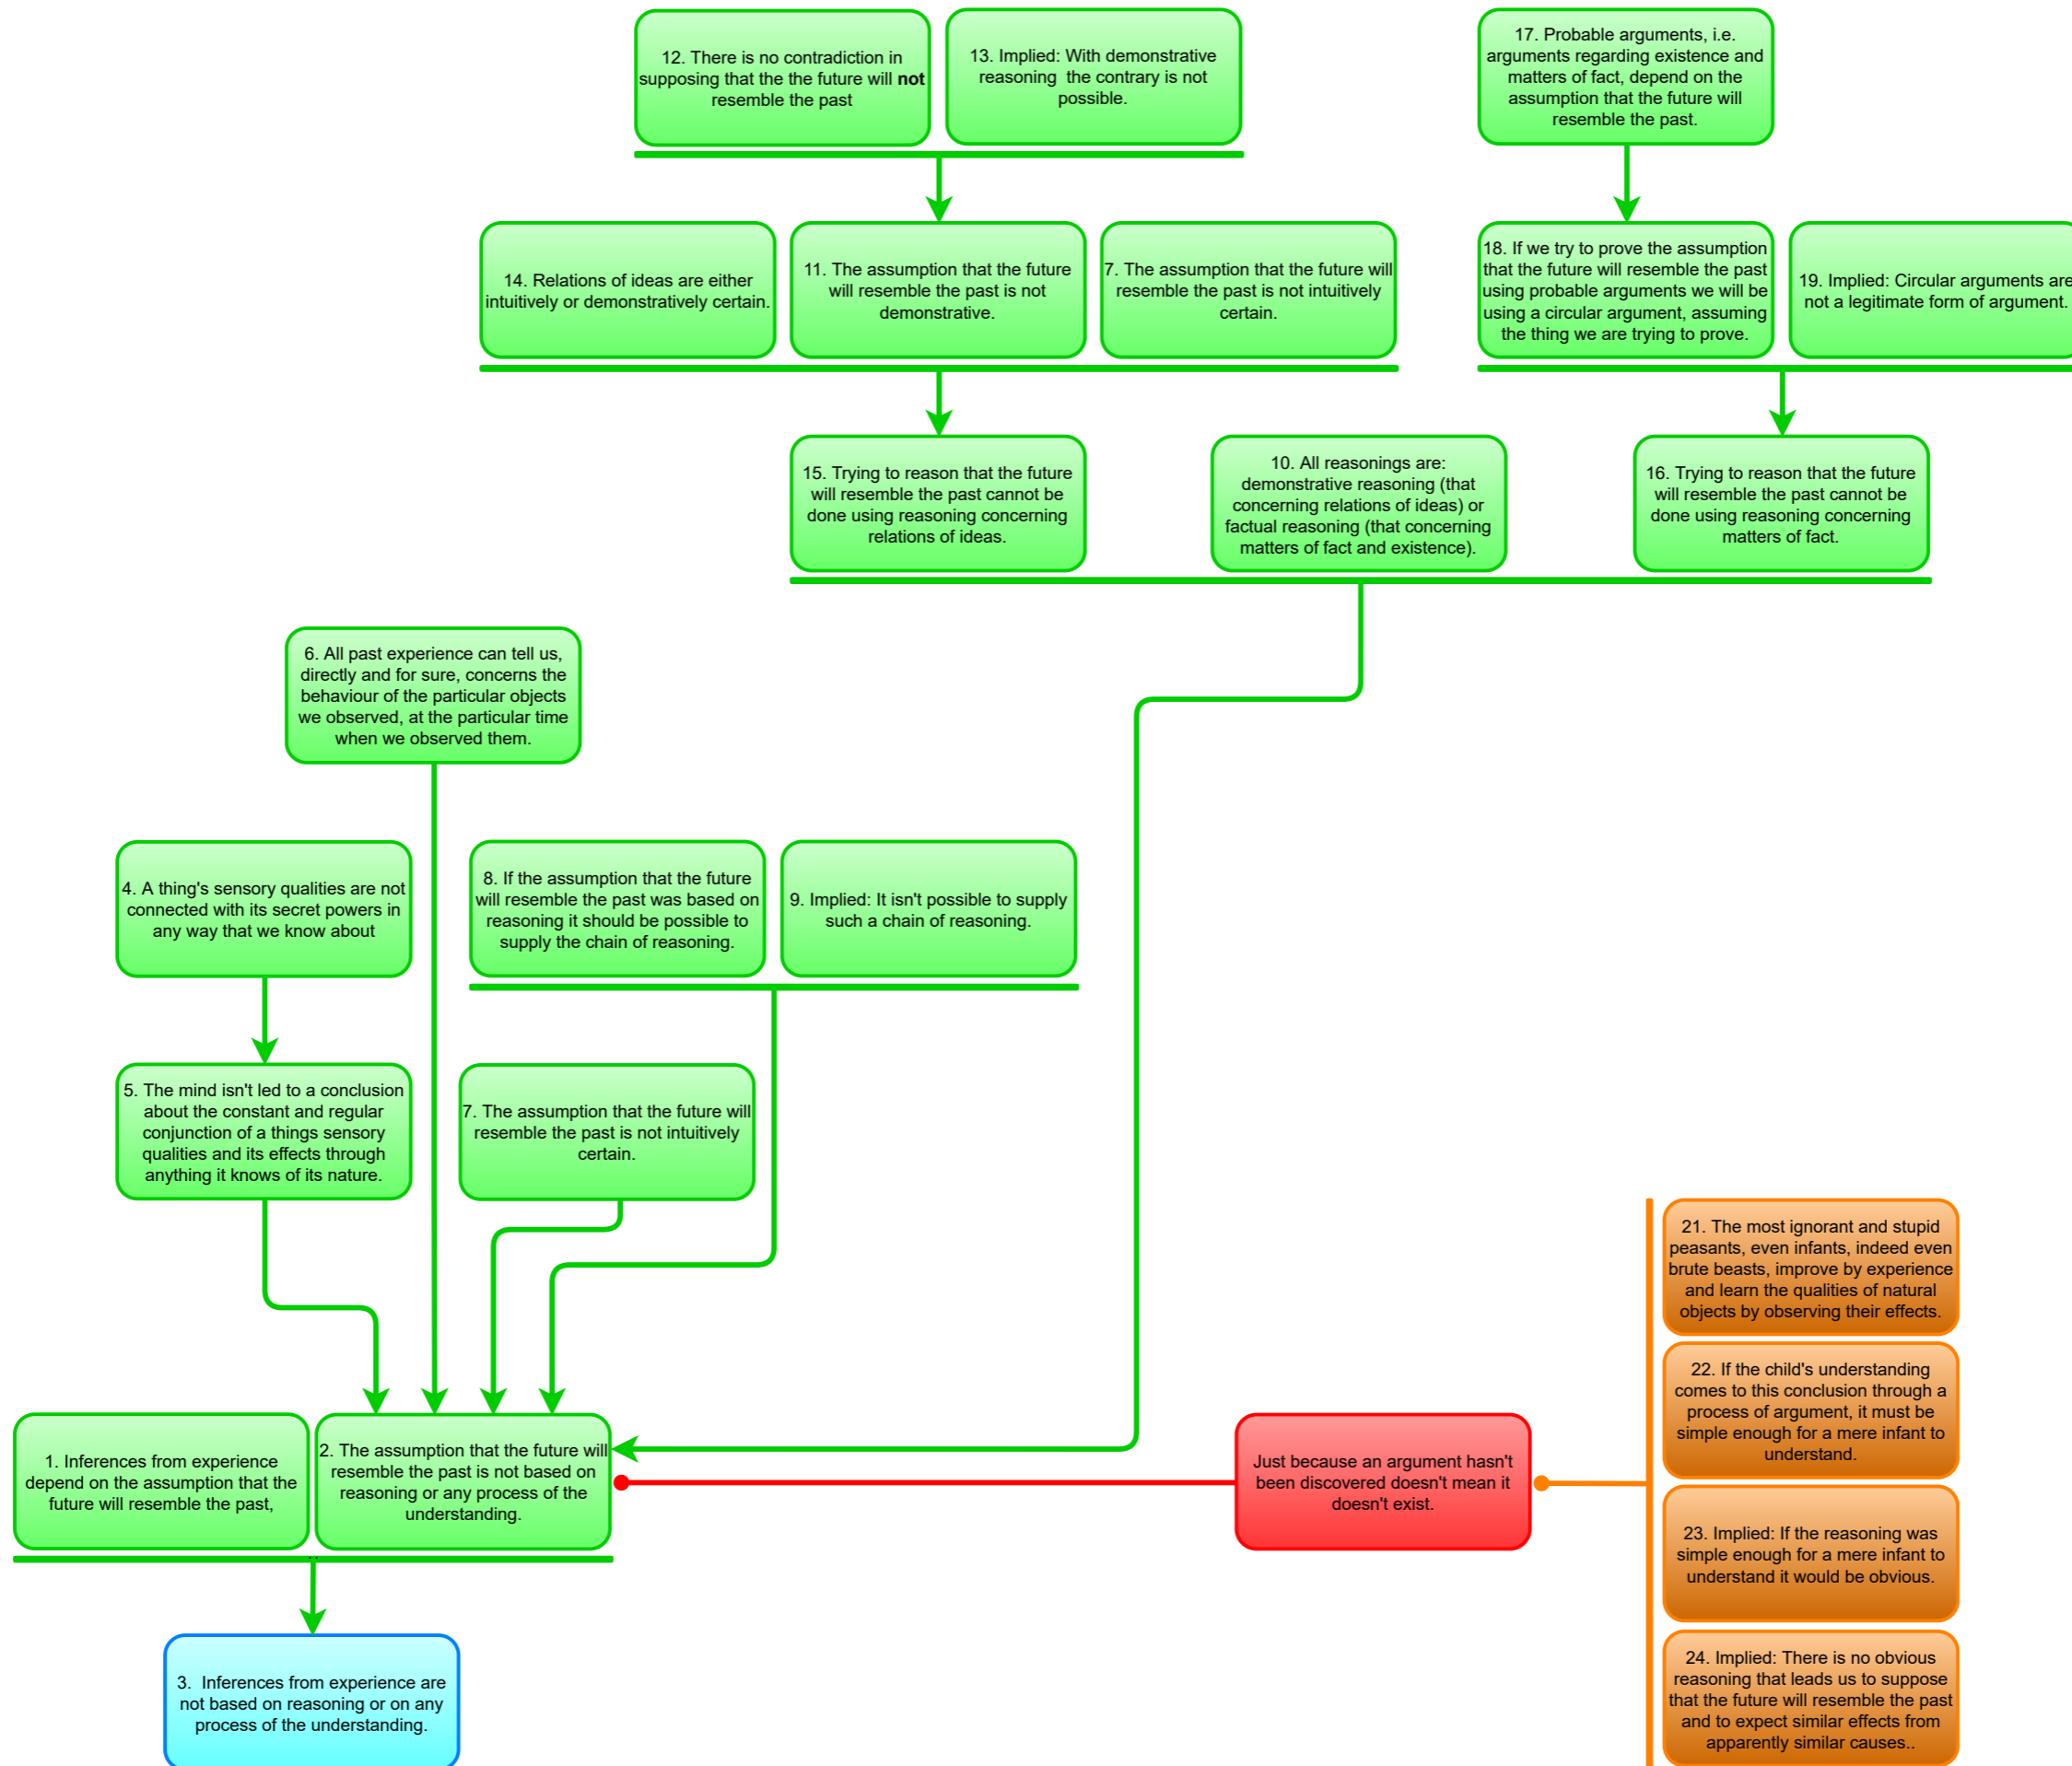 12. There is no contradiction in
supposing that the the future will not
resemble the past
13. Implied: With demonstrative
reasoning the contrary is not
possible.
17. Probable arguments, i.e.
arguments regarding existence and
matters of fact, depend on the
assumption that the future will
resemble the past.
14. Relations of ideas are either
intuitively or demonstratively certain.
11. The assumption that the future
will resemble the past is not
demonstrative.
7. The assumption that the future will
resemble the past is not intuitively
certain.
18. If we try to prove the assumption
that the future will resemble the past
using probable arguments we will be
using a circular argument, assuming
the thing we are trying to prove.
19. Implied: Circular arguments are
not a legitimate form of argument.
15. Trying to reason that the future
will resemble the past cannot be
done using reasoning concerning
relations of ideas.
10. All reasonings are:
demonstrative reasoning (that
concerning relations of ideas) or
factual reasoning (that concerning
matters of fact and existence).
16. Trying to reason that the future
will resemble the past cannot be
done using reasoning concerning
matters of fact.
6. All past experience can tell us,
directly and for sure, concerns the
behaviour of the particular objects
we observed, at the particular time
when we observed them.
4. A thing's sensory qualities are not
connected with its secret powers in
any way that we know about
8. If the assumption that the future
will resemble the past was based on
reasoning it should be possible to
supply the chain of reasoning.
9. Implied: It isn't possible to supply
such a chain of reasoning.
5. The mind isn't led to a conclusion
about the constant and regular
conjunction of a things sensory
qualities and its effects through
anything it knows of its nature.
7. The assumption that the future will
resemble the past is not intuitively
certain.
21. The most ignorant and stupid
peasants, even infants, indeed even
brute beasts, improve by experience
and learn the qualities of natural
objects by observing their effects.
22. If the child's understanding
comes to this conclusion through a
process of argument, it must be
simple enough for a mere infant to
understand.
1. Inferences from experience
depend on the assumption that the
future will resemble the past,
2. The assumption that the future will
resemble the past is not based on
reasoning or any process of the
understanding.
Just because an argument hasn't
been discovered doesn't mean it
doesn't exist.
23. Implied: If the reasoning was
simple enough for a mere infant to
understand it would be obvious.
3. Inferences from experience are
not based on reasoning or on any
process of the understanding.
24. Implied: There is no obvious
reasoning that leads us to suppose
that the future will resemble the past
and to expect similar effects from
apparently similar causes..